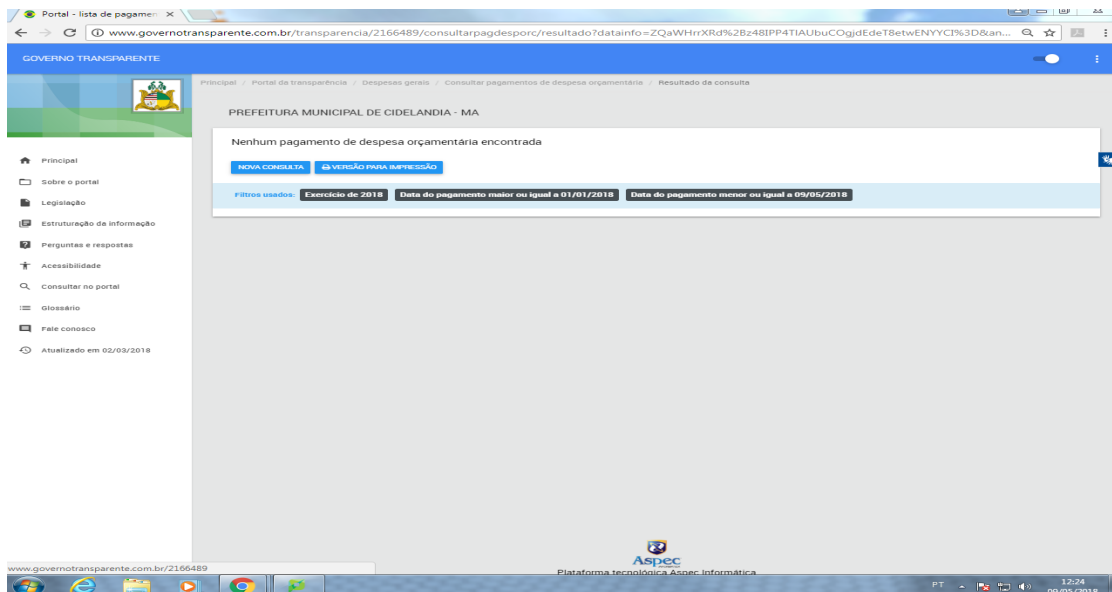 Portal - lista de pagamen
www.governotransparente.com.br/transparencia/2166489/consultarpagdesporc/resultado?datainfo=ZQaWHrrXRd%2Bz48IPP4TIAUbuCOgjdEdeT8etwENYYCI%3D&an...
GOVERNO TRANSPARENTE
Principal / Portal da transparência / Despesas gerais / Consultar pagamentos de despesa orçamentária / Resultado da consulta
PREFEITURA MUNICIPAL DE CIDELANDIA - MA
Nenhum pagamento de despesa orçamentária encontrada
NOVA CONSULTA VERSÃO PARA IMPRESSÃO
Filtros usados: Exercício de 2018 Data do pagamento maior ou igual a 01/01/2018 Data do pagamento menor ou igual a 09/05/2018
Principal
Sobre o portal
Legislação
Estruturação da informação
Perguntas e respostas
Acessibilidade
Consultar no portal
Glossário
Fale conosco
Atualizado em 02/03/2018
Aspec
Plataforma tecnológica Aspec Informática
www.governotransparente.com.br/2166489
PT
12:24
09/05/2018